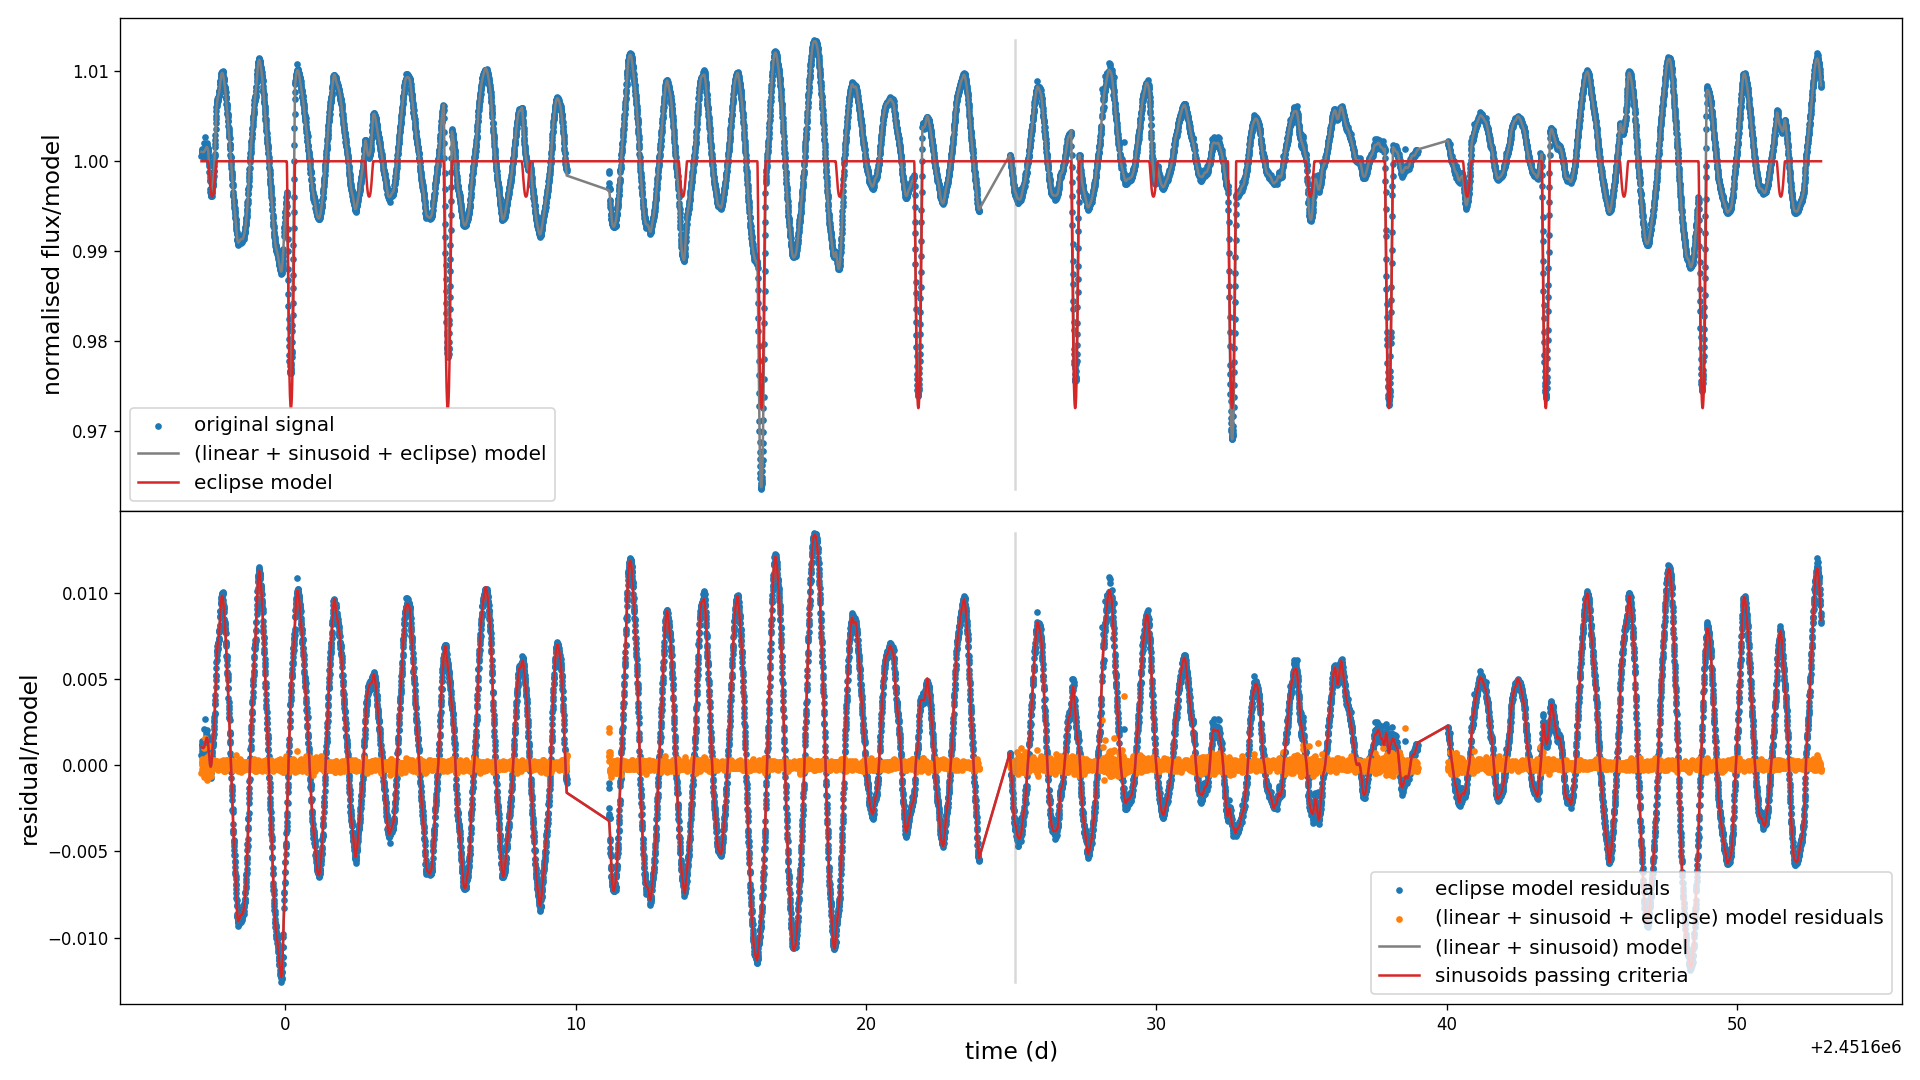 normalised flux/model
1.01
1.00
0.99
0.98
0.97
original signal
(linear + sinusoid + eclipse) model
eclipse model
residual/model
0.010
0.005
0.000
−0.005
−0.010
eclipse model residuals
(linear + sinusoid + eclipse) model residuals
(linear + sinusoid) model
sinusoids passing criteria
0 10 20 30 40 50
time (d)
+2.4516e6